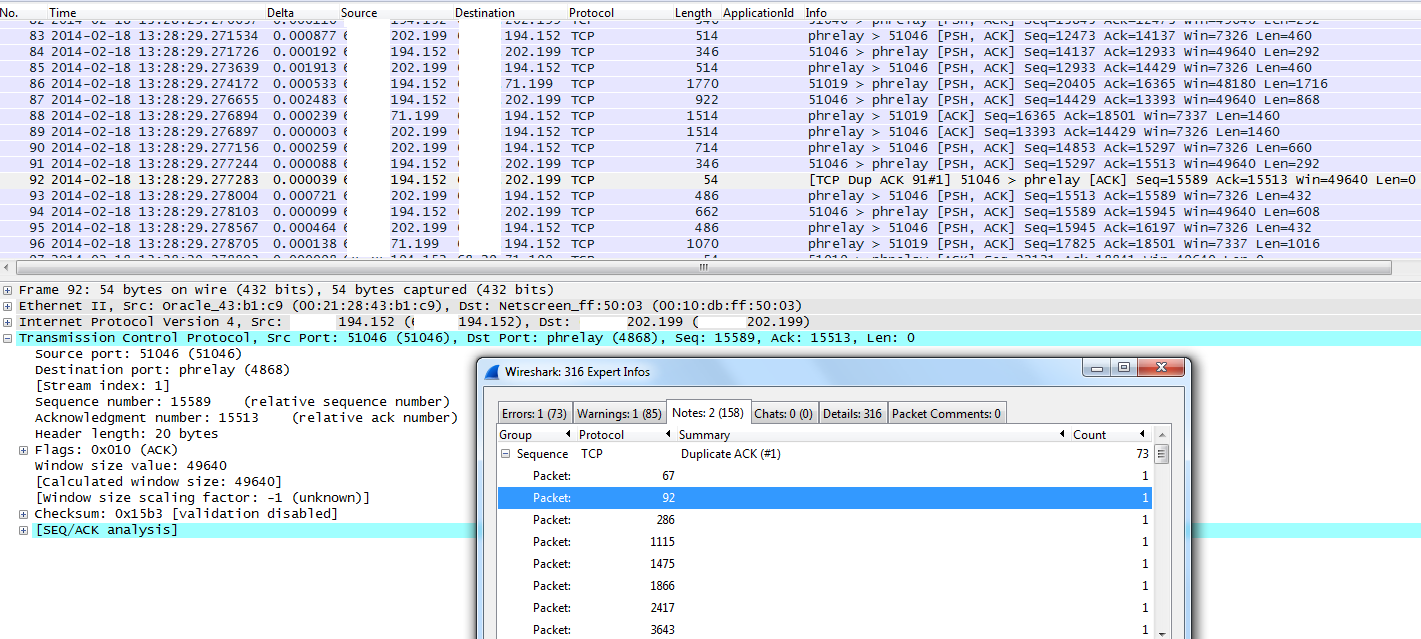 No. Time Delta Source Destination Protocol Length ApplicationId Info
83 2014-02-18 13:28:29.271534 0.000877 6 202.199 194.152 TCP 514 phrelay > 51046 [PSH, ACK] Seq=12473 Ack=14137 Win=7326 Len=460
84 2014-02-18 13:28:29.271726 0.000192 6 194.152 202.199 TCP 346 51046 > phrelay [PSH, ACK] Seq=14137 Ack=12933 Win=49640 Len=292
85 2014-02-18 13:28:29.273639 0.001913 6 202.199 194.152 TCP 514 phrelay > 51046 [PSH, ACK] Seq=12933 Ack=14429 Win=7326 Len=460
86 2014-02-18 13:28:29.274172 0.000533 6 194.152 71.199 TCP 1770 51019 > phrelay [PSH, ACK] Seq=20405 Ack=16365 Win=48180 Len=1716
87 2014-02-18 13:28:29.276655 0.002483 6 194.152 202.199 TCP 922 51046 > phrelay [PSH, ACK] Seq=14429 Ack=13393 Win=49640 Len=868
88 2014-02-18 13:28:29.276894 0.000239 6 71.199 194.152 TCP 1514 phrelay > 51019 [ACK] Seq=16365 Ack=18501 Win=7337 Len=1460
89 2014-02-18 13:28:29.276897 0.000003 6 202.199 194.152 TCP 1514 phrelay > 51046 [ACK] Seq=13393 Ack=14429 Win=7326 Len=1460
90 2014-02-18 13:28:29.277156 0.000259 6 202.199 194.152 TCP 714 phrelay > 51046 [PSH, ACK] Seq=14853 Ack=15297 Win=7326 Len=660
91 2014-02-18 13:28:29.277244 0.000088 6 194.152 202.199 TCP 346 51046 > phrelay [PSH, ACK] Seq=15297 Ack=15513 Win=49640 Len=292
92 2014-02-18 13:28:29.277283 0.000039 6 194.152 202.199 TCP 54 [TCP Dup ACK 91#1] 51046 > phrelay [ACK] Seq=15589 Ack=15513 Win=49640 Len=0
93 2014-02-18 13:28:29.278004 0.000721 6 202.199 194.152 TCP 486 phrelay > 51046 [PSH, ACK] Seq=15513 Ack=15589 Win=7326 Len=432
94 2014-02-18 13:28:29.278103 0.000099 6 194.152 202.199 TCP 662 51046 > phrelay [PSH, ACK] Seq=15589 Ack=15945 Win=49640 Len=608
95 2014-02-18 13:28:29.278567 0.000464 6 202.199 194.152 TCP 486 phrelay > 51046 [PSH, ACK] Seq=15945 Ack=16197 Win=7326 Len=432
96 2014-02-18 13:28:29.278705 0.000138 6 71.199 194.152 TCP 1070 phrelay > 51019 [PSH, ACK] Seq=17825 Ack=18501 Win=7337 Len=1016
Frame 92: 54 bytes on wire (432 bits), 54 bytes captured (432 bits)
Ethernet II, Src: Oracle_43:b1:c9 (00:21:28:43:b1:c9), Dst: Netscreen_ff:50:03 (00:10:db:ff:50:03)
Internet Protocol Version 4, Src: 194.152 (6 194.152), Dst: 202.199 ( 202.199)
Transmission Control Protocol, Src Port: 51046 (51046), Dst Port: phrelay (4868), Seq: 15589, Ack: 15513, Len: 0
Source port: 51046 (51046)
Destination port: phrelay (4868)
[Stream index: 1]
Sequence number: 15589 (relative sequence number)
Acknowledgment number: 15513 (relative ack number)
Header length: 20 bytes
Flags: 0x010 (ACK)
Window size value: 49640
[Calculated window size: 49640]
[Window size scaling factor: -1 (unknown)]
Checksum: 0x15b3 [validation disabled]
[SEQ/ACK analysis]
Wireshark: 316 Expert Infos
Errors: 1 (73) Warnings: 1 (85) Notes: 2 (158) Chats: 0 (0) Details: 316 Packet Comments: 0
Group Protocol Summary Count
Sequence TCP Duplicate ACK (#1) 73
Packet: 67 1
Packet: 92 1
Packet: 286 1
Packet: 1115 1
Packet: 1475 1
Packet: 1866 1
Packet: 2417 1
Packet: 3643 1